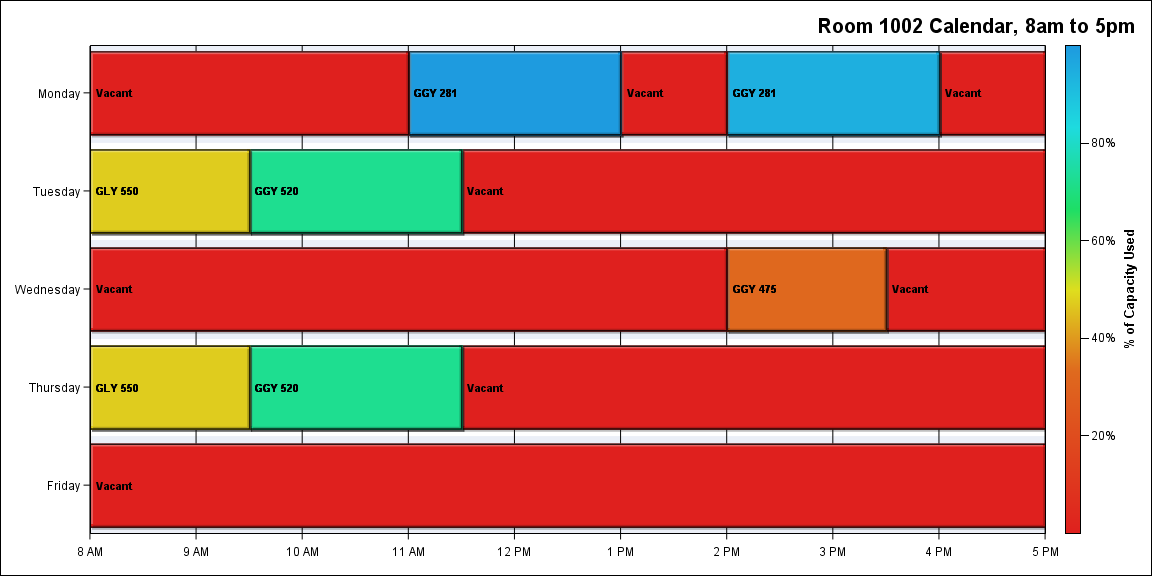 Room 1002 Calendar, 8am to 5pm
Monday
Vacant
GGY 281
Vacant
GGY 281
Vacant
Tuesday
GLY 550
GGY 520
Vacant
Wednesday
Vacant
GGY 475
Vacant
Thursday
GLY 550
GGY 520
Vacant
Friday
Vacant
8 AM
9 AM
10 AM
11 AM
12 PM
1 PM
2 PM
3 PM
4 PM
5 PM
80%
60%
40%
20%
% of Capacity Used